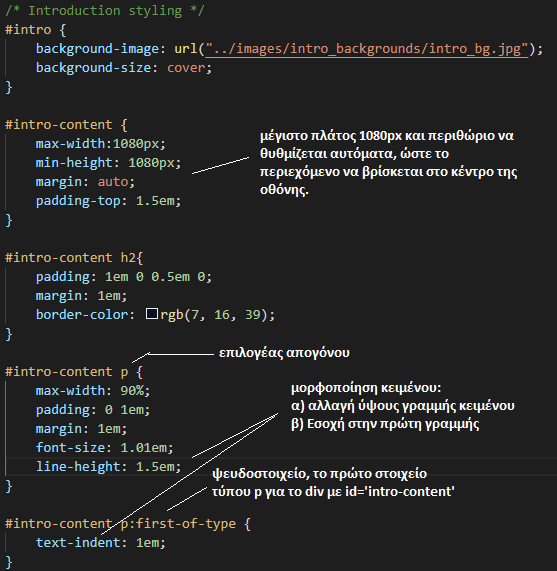 /* Introduction styling */
#intro {
background-image: url("../images/intro_backgrounds/intro_bg.jpg");
background-size: cover;
}
#intro-content {
max-width:1080px;
min-height: 1080px;
margin: auto;
padding-top: 1.5em;
}
μέγιστο πλάτος 1080px και περιθώριο να
θυθμίζεται αυτόματα, ώστε το
περιεχόμενο να βρίσκεται στο κέντρο της
οθόνης.
#intro-content h2{
padding: 1em 0 0.5em 0;
margin: 1em;
border-color: rgb(7, 16, 39);
}
επιλογέας απογόνου
#intro-content p {
max-width: 90%;
padding: 0 1em;
margin: 1em;
font-size: 1.01em;
line-height: 1.5em;
}
μορφοποίηση κειμένου:
α) αλλαγή ύψους γραμμής κειμένου
β) Εσοχή στην πρώτη γραμμής
ψευδοστοιχείο, το πρώτο στοιχείο
τύπου p για το div με id='intro-content'
#intro-content p:first-of-type {
text-indent: 1em;
}